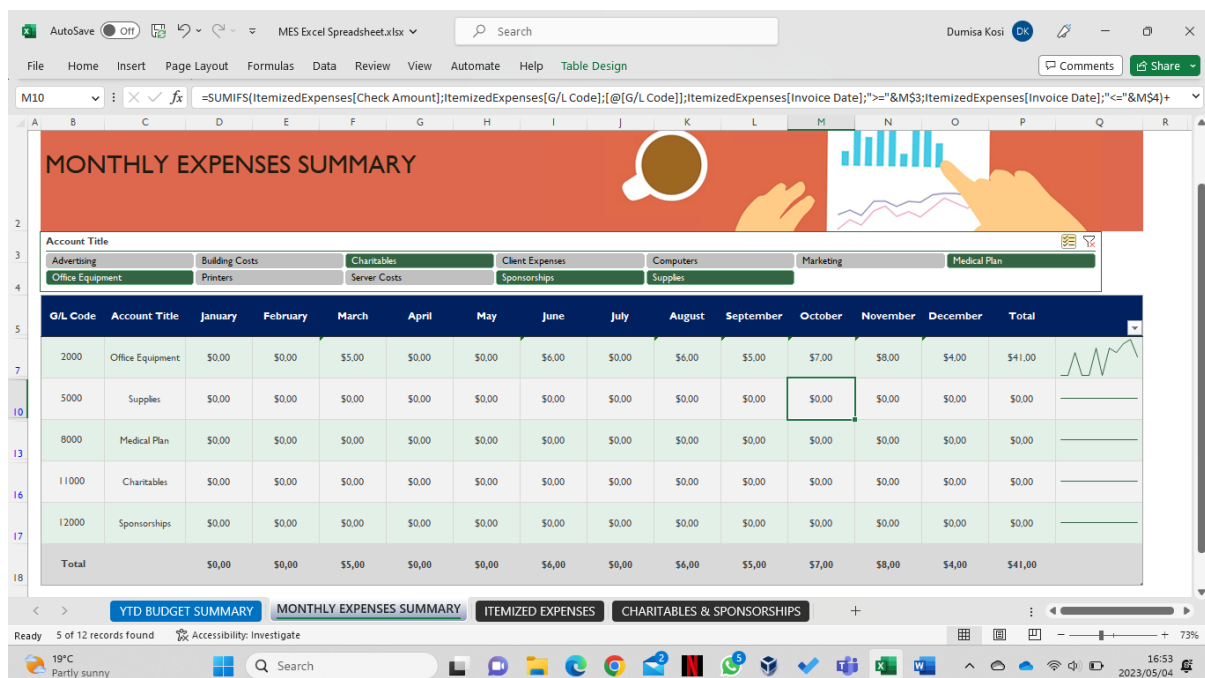 AutoSave Off MES Excel Spreadsheet.xlsx Search Dumisa Kosi DK
File Home Insert Page Layout Formulas Data Review View Automate Help Table Design Comments Share
M10 fx =SUMIFS(ItemizedExpenses[Check Amount];ItemizedExpenses[G/L Code];[@[G/L Code]];ItemizedExpenses[Invoice Date];">="&M$3;ItemizedExpenses[Invoice Date];"<="&M$4)+
A B C D E F G H I J K L M N O P Q R
MONTHLY EXPENSES SUMMARY
2
Account Title
3 Advertising Building Costs Charitables Client Expenses Computers Marketing Medical Plan
Office Equipment Printers Server Costs Sponsorships Supplies
4
G/L Code Account Title January February March April May June July August September October November December Total
5
7 2000 Office Equipment $0,00 $0,00 $5,00 $0,00 $0,00 $6,00 $0,00 $6,00 $5,00 $7,00 $8,00 $4,00 $41,00
10 5000 Supplies $0,00 $0,00 $0,00 $0,00 $0,00 $0,00 $0,00 $0,00 $0,00 $0,00 $0,00 $0,00 $0,00
13 8000 Medical Plan $0,00 $0,00 $0,00 $0,00 $0,00 $0,00 $0,00 $0,00 $0,00 $0,00 $0,00 $0,00 $0,00
16 11000 Charitables $0,00 $0,00 $0,00 $0,00 $0,00 $0,00 $0,00 $0,00 $0,00 $0,00 $0,00 $0,00 $0,00
17 12000 Sponsorships $0,00 $0,00 $0,00 $0,00 $0,00 $0,00 $0,00 $0,00 $0,00 $0,00 $0,00 $0,00 $0,00
18 Total $0,00 $0,00 $5,00 $0,00 $0,00 $6,00 $0,00 $6,00 $5,00 $7,00 $8,00 $4,00 $41,00
YTD BUDGET SUMMARY MONTHLY EXPENSES SUMMARY ITEMIZED EXPENSES CHARITABLES & SPONSORSHIPS
Ready 5 of 12 records found Accessibility: Investigate 73%
19°C Search 2 5 16:53
Partly sunny 2023/05/04